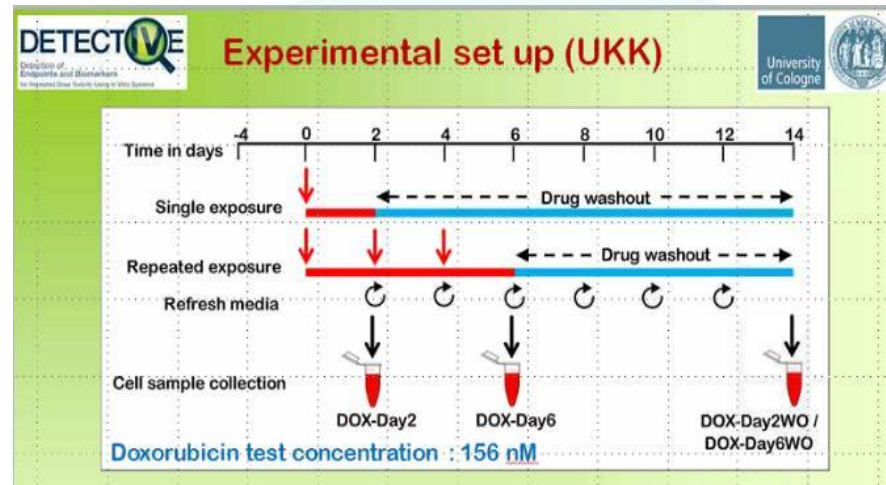 DETECTIVE
Detection of
Endpoints and Biomarkers
for Repeated Dose Toxicity Using In Vitro Systems
Experimental set up (UKK)
University
of Cologne
Time in days -4 0 2 4 6 8 10 12 14
Single exposure Drug washout
Repeated exposure Drug washout
Refresh media
Cell sample collection
DOX-Day2 DOX-Day6 DOX-Day2WO /
DOX-Day6WO
Doxorubicin test concentration : 156 nM